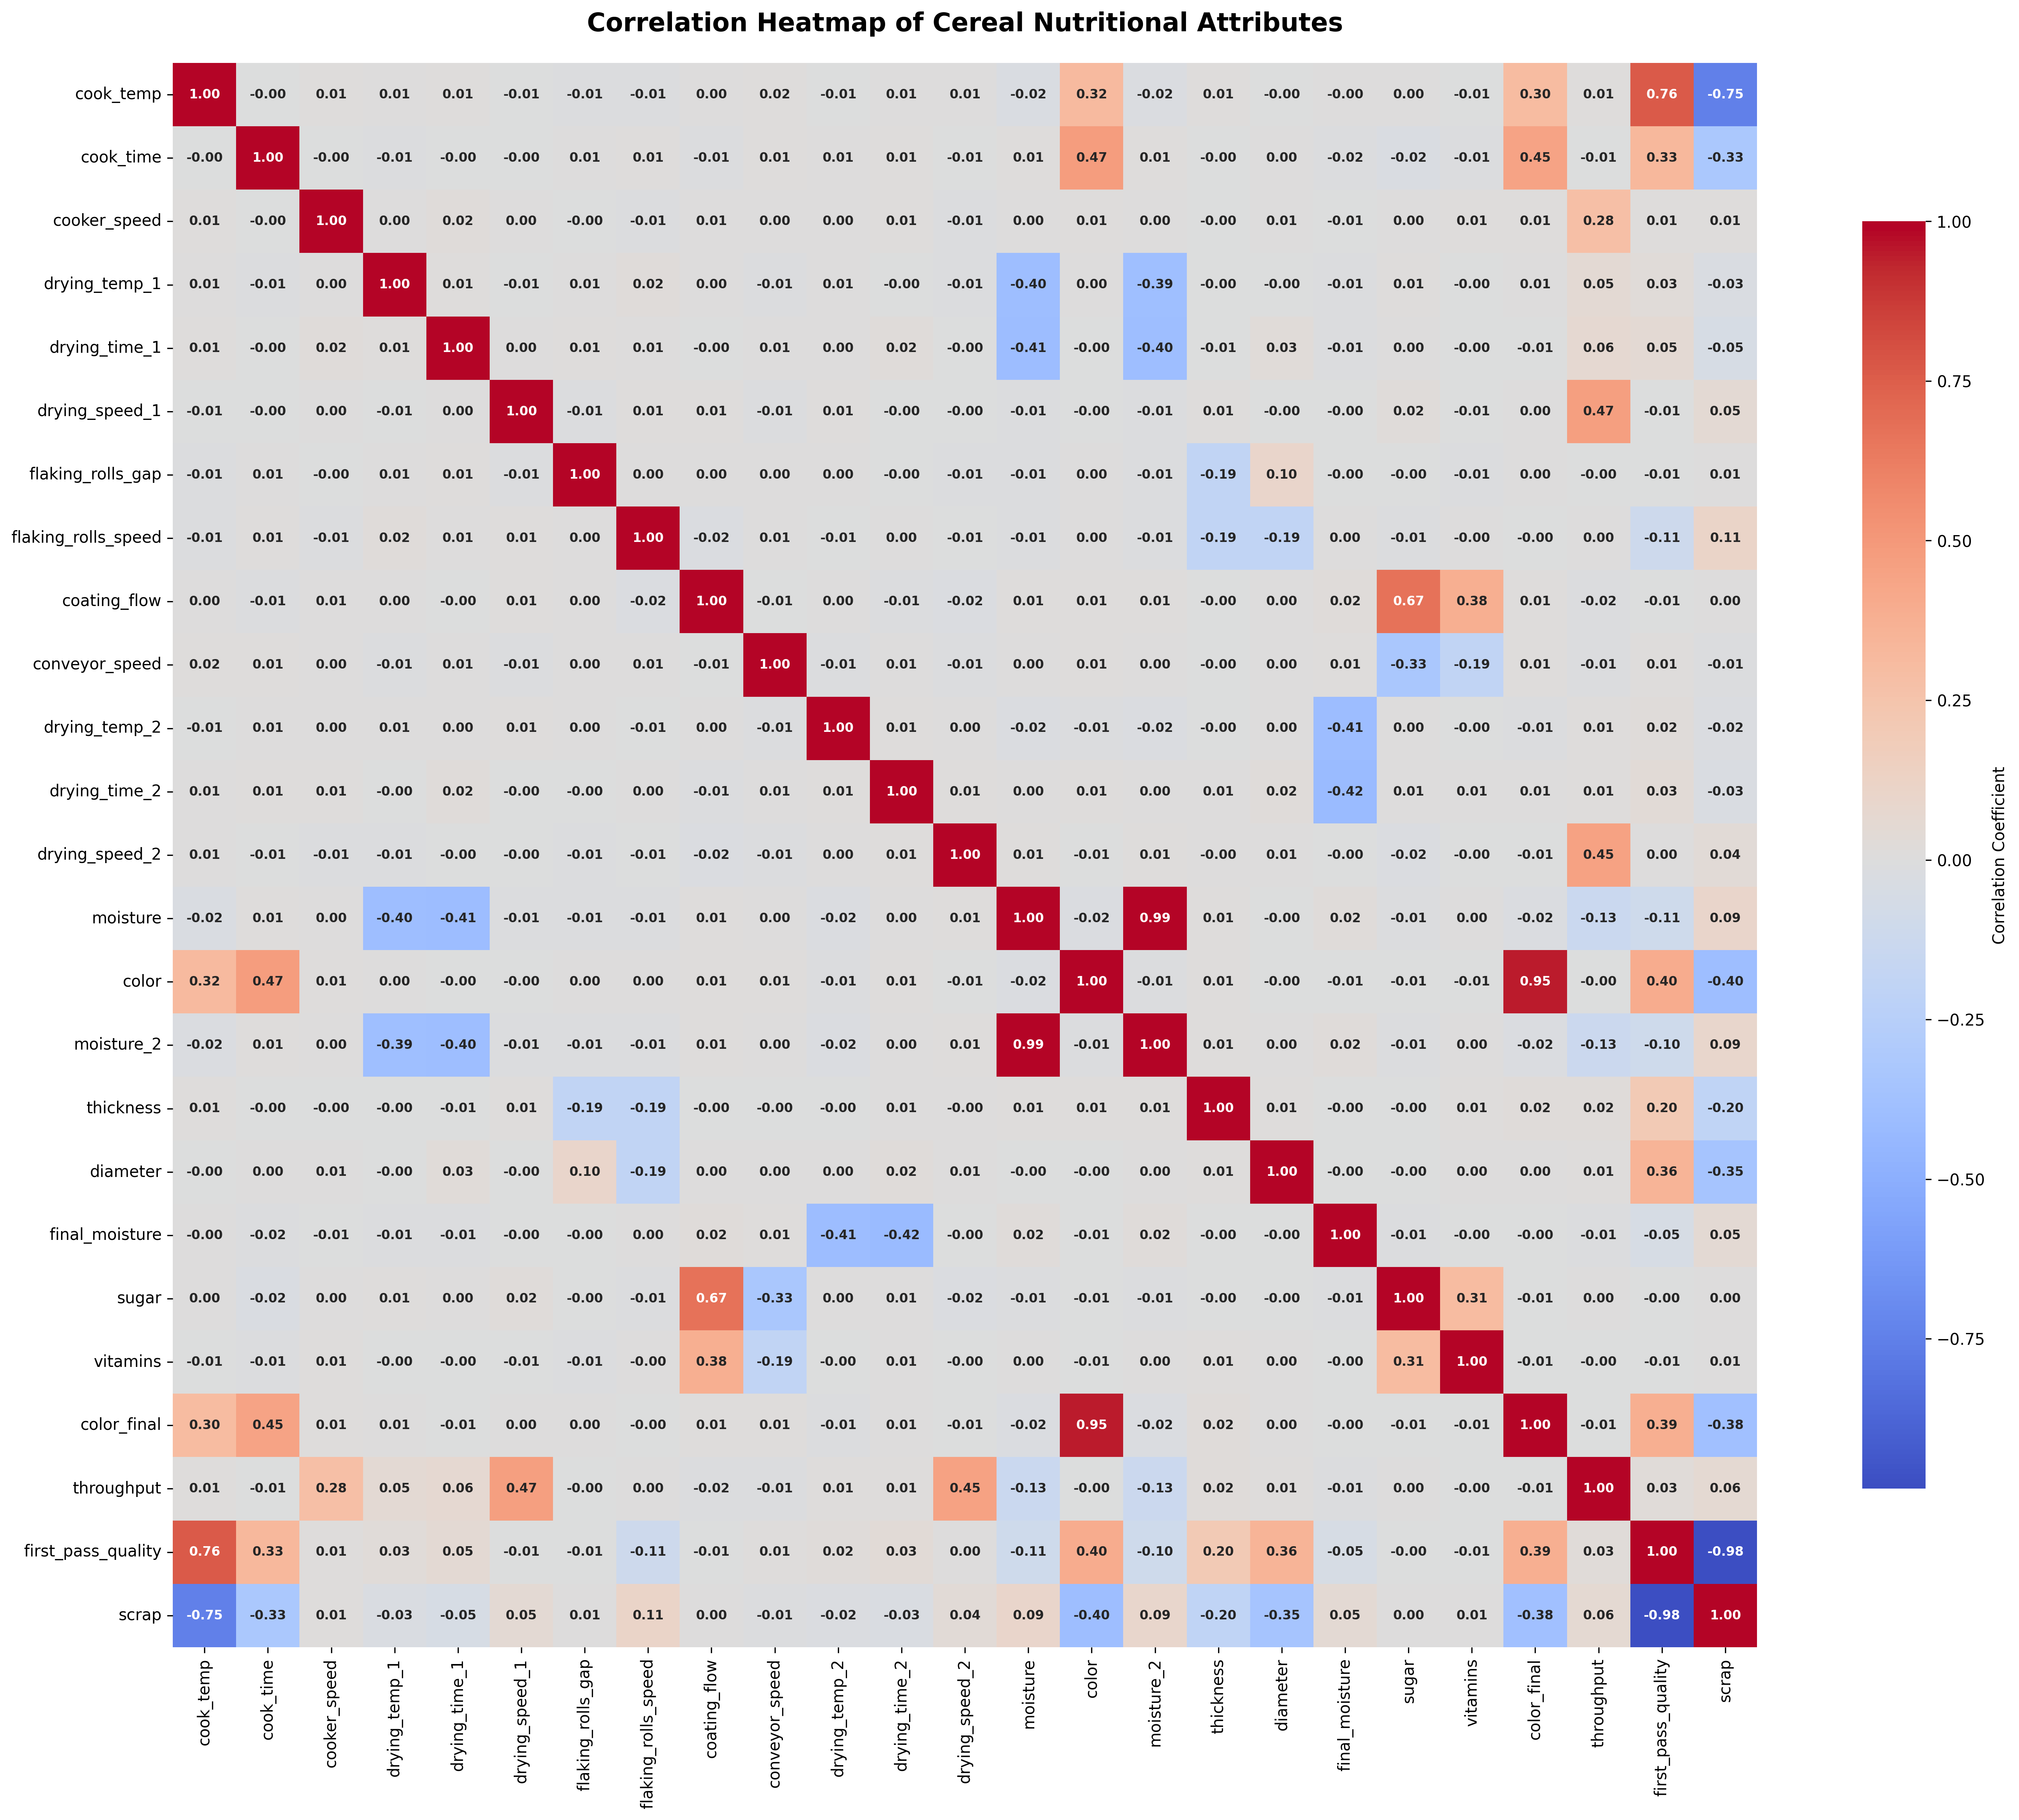 Correlation Heatmap of Cereal Nutritional Attributes
cook_temp 1.00 -0.00 0.01 0.01 0.01 -0.01 -0.01 -0.01 0.00 0.02 -0.01 0.01 0.01 -0.02 0.32 -0.02 0.01 -0.00 -0.00 0.00 -0.01 0.30 0.01 0.76 -0.75
cook_time -0.00 1.00 -0.00 -0.01 -0.00 -0.00 0.01 0.01 -0.01 0.01 0.01 0.01 -0.01 0.01 0.47 0.01 -0.00 0.00 -0.02 -0.02 -0.01 0.45 -0.01 0.33 -0.33
cooker_speed 0.01 -0.00 1.00 0.00 0.02 0.00 -0.00 -0.01 0.01 0.00 0.00 0.01 -0.01 0.00 0.01 0.00 -0.00 0.01 -0.01 0.00 0.01 0.01 0.28 0.01 0.01
drying_temp_1 0.01 -0.01 0.00 1.00 0.01 -0.01 0.01 0.02 0.00 -0.01 0.01 -0.00 -0.01 -0.40 0.00 -0.39 -0.00 -0.00 -0.01 0.01 -0.00 0.01 0.05 0.03 -0.03
drying_time_1 0.01 -0.00 0.02 0.01 1.00 0.00 0.01 0.01 -0.00 0.01 0.00 0.02 -0.00 -0.41 -0.00 -0.40 -0.01 0.03 -0.01 0.00 -0.00 -0.01 0.06 0.05 -0.05
drying_speed_1 -0.01 -0.00 0.00 -0.01 0.00 1.00 -0.01 0.01 0.01 -0.01 0.01 -0.00 -0.00 -0.01 -0.00 -0.01 0.01 -0.00 -0.00 0.02 -0.01 0.00 0.47 -0.01 0.05
flaking_rolls_gap -0.01 0.01 -0.00 0.01 0.01 -0.01 1.00 0.00 0.00 0.00 0.00 -0.00 -0.01 -0.01 0.00 -0.01 -0.19 0.10 -0.00 -0.00 -0.01 0.00 -0.00 -0.01 0.01
flaking_rolls_speed -0.01 0.01 -0.01 0.02 0.01 0.01 0.00 1.00 -0.02 0.01 -0.01 0.00 -0.01 -0.01 0.00 -0.01 -0.19 -0.19 0.00 -0.01 -0.00 -0.00 0.00 -0.11 0.11
coating_flow 0.00 -0.01 0.01 0.00 -0.00 0.01 0.00 -0.02 1.00 -0.01 0.00 -0.01 -0.02 0.01 0.01 0.01 -0.00 0.00 0.02 0.67 0.38 0.01 -0.02 -0.01 0.00
conveyor_speed 0.02 0.01 0.00 -0.01 0.01 -0.01 0.00 0.01 -0.01 1.00 -0.01 0.01 -0.01 0.00 0.01 0.00 -0.00 0.00 0.01 -0.33 -0.19 0.01 -0.01 0.01 -0.01
drying_temp_2 -0.01 0.01 0.00 0.01 0.00 0.01 0.00 -0.01 0.00 -0.01 1.00 0.01 0.00 -0.02 -0.01 -0.02 -0.00 0.00 -0.41 0.00 -0.00 -0.01 0.01 0.02 -0.02
drying_time_2 0.01 0.01 0.01 -0.00 0.02 -0.00 -0.00 0.00 -0.01 0.01 0.01 1.00 0.01 0.00 0.01 0.00 0.01 0.02 -0.42 0.01 0.01 0.01 0.01 0.03 -0.03
drying_speed_2 0.01 -0.01 -0.01 -0.01 -0.00 -0.00 -0.01 -0.01 -0.02 -0.01 0.00 0.01 1.00 0.01 -0.01 0.01 -0.00 0.01 -0.00 -0.02 -0.00 -0.01 0.45 0.00 0.04
moisture -0.02 0.01 0.00 -0.40 -0.41 -0.01 -0.01 -0.01 0.01 0.00 -0.02 0.00 0.01 1.00 -0.02 0.99 0.01 -0.00 0.02 -0.01 0.00 -0.02 -0.13 -0.11 0.09
color 0.32 0.47 0.01 0.00 -0.00 -0.00 0.00 0.00 0.01 0.01 -0.01 0.01 -0.01 -0.02 1.00 -0.01 0.01 -0.00 -0.01 -0.01 -0.01 0.95 -0.00 0.40 -0.40
moisture_2 -0.02 0.01 0.00 -0.39 -0.40 -0.01 -0.01 -0.01 0.01 0.00 -0.02 0.00 0.01 0.99 -0.01 1.00 0.01 0.00 0.02 -0.01 0.00 -0.02 -0.13 -0.10 0.09
thickness 0.01 -0.00 -0.00 -0.00 -0.01 0.01 -0.19 -0.19 -0.00 -0.00 -0.00 0.01 -0.00 0.01 0.01 0.01 1.00 0.01 -0.00 -0.00 0.01 0.02 0.02 0.20 -0.20
diameter -0.00 0.00 0.01 -0.00 0.03 -0.00 0.10 -0.19 0.00 0.00 0.00 0.02 0.01 -0.00 -0.00 0.00 0.01 1.00 -0.00 -0.00 0.00 0.00 0.01 0.36 -0.35
final_moisture -0.00 -0.02 -0.01 -0.01 -0.01 -0.00 -0.00 0.00 0.02 0.01 -0.41 -0.42 -0.00 0.02 -0.01 0.02 -0.00 -0.00 1.00 -0.01 -0.00 -0.00 -0.01 -0.05 0.05
sugar 0.00 -0.02 0.00 0.01 0.00 0.02 -0.00 -0.01 0.67 -0.33 0.00 0.01 -0.02 -0.01 -0.01 -0.01 -0.00 -0.00 -0.01 1.00 0.31 -0.01 0.00 -0.00 0.00
vitamins -0.01 -0.01 0.01 -0.00 -0.00 -0.01 -0.01 -0.00 0.38 -0.19 -0.00 0.01 -0.00 0.00 -0.01 0.00 0.01 0.00 -0.00 0.31 1.00 -0.01 -0.00 -0.01 0.01
color_final 0.30 0.45 0.01 0.01 -0.01 0.00 0.00 -0.00 0.01 0.01 -0.01 0.01 -0.01 -0.02 0.95 -0.02 0.02 0.00 -0.00 -0.01 -0.01 1.00 -0.01 0.39 -0.38
throughput 0.01 -0.01 0.28 0.05 0.06 0.47 -0.00 0.00 -0.02 -0.01 0.01 0.01 0.45 -0.13 -0.00 -0.13 0.02 0.01 -0.01 0.00 -0.00 -0.01 1.00 0.03 0.06
first_pass_quality 0.76 0.33 0.01 0.03 0.05 -0.01 -0.01 -0.11 -0.01 0.01 0.02 0.03 0.00 -0.11 0.40 -0.10 0.20 0.36 -0.05 -0.00 -0.01 0.39 0.03 1.00 -0.98
scrap -0.75 -0.33 0.01 -0.03 -0.05 0.05 0.01 0.11 0.00 -0.01 -0.02 -0.03 0.04 0.09 -0.40 0.09 -0.20 -0.35 0.05 0.00 0.01 -0.38 0.06 -0.98 1.00
cook_temp cook_time cooker_speed drying_temp_1 drying_time_1 drying_speed_1 flaking_rolls_gap flaking_rolls_speed coating_flow conveyor_speed drying_temp_2 drying_time_2 drying_speed_2 moisture color moisture_2 thickness diameter final_moisture sugar vitamins color_final throughput first_pass_quality scrap
1.00
0.75
0.50
0.25
0.00
−0.25
−0.50
−0.75
Correlation Coefficient